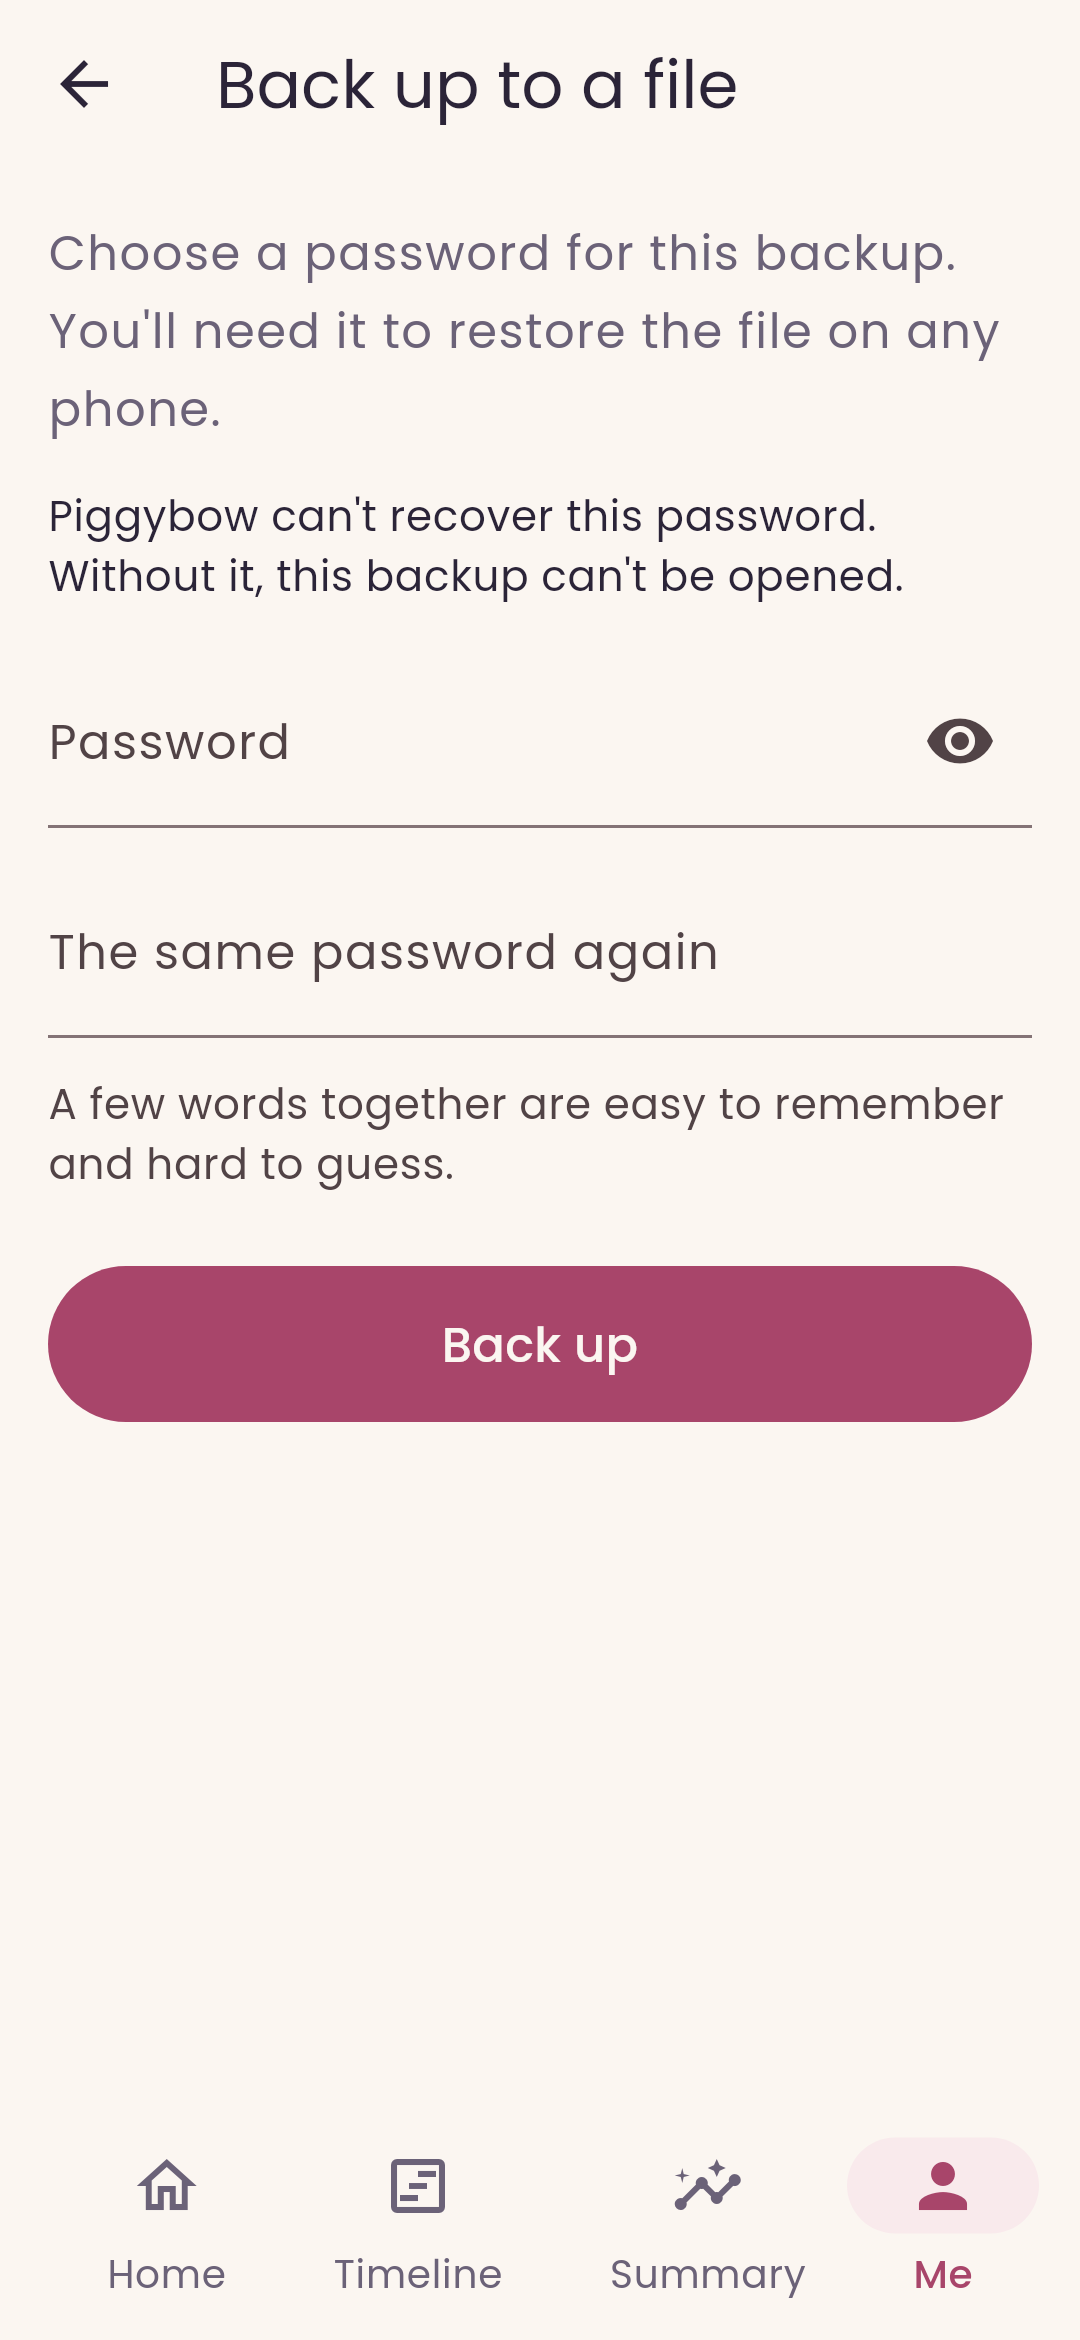 Back up to a file
Choose a password for this backup.
You'll need it to restore the file on any
phone.
Piggybow can't recover this password.
Without it, this backup can't be opened.
Password
The same password again
A few words together are easy to remember
and hard to guess.
Back up
Home
Timeline
Summary
Me